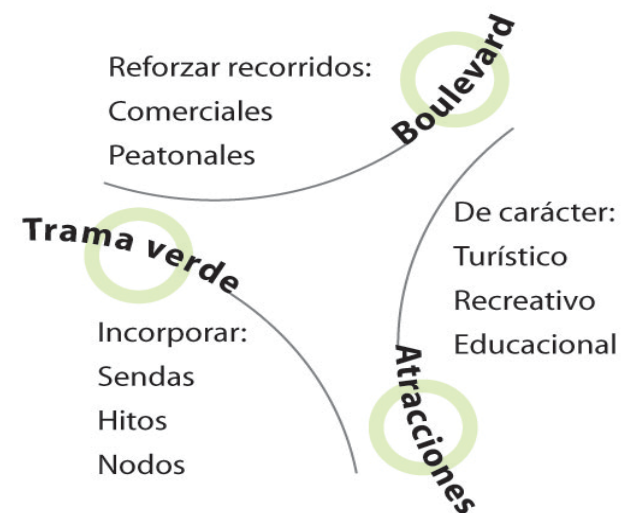 Reforzar recorridos:
Comerciales
Peatonales
Boulevard
Trama verde
De carácter:
Turístico
Recreativo
Educacional
Incorporar:
Sendas
Hitos
Nodos
Atracciones